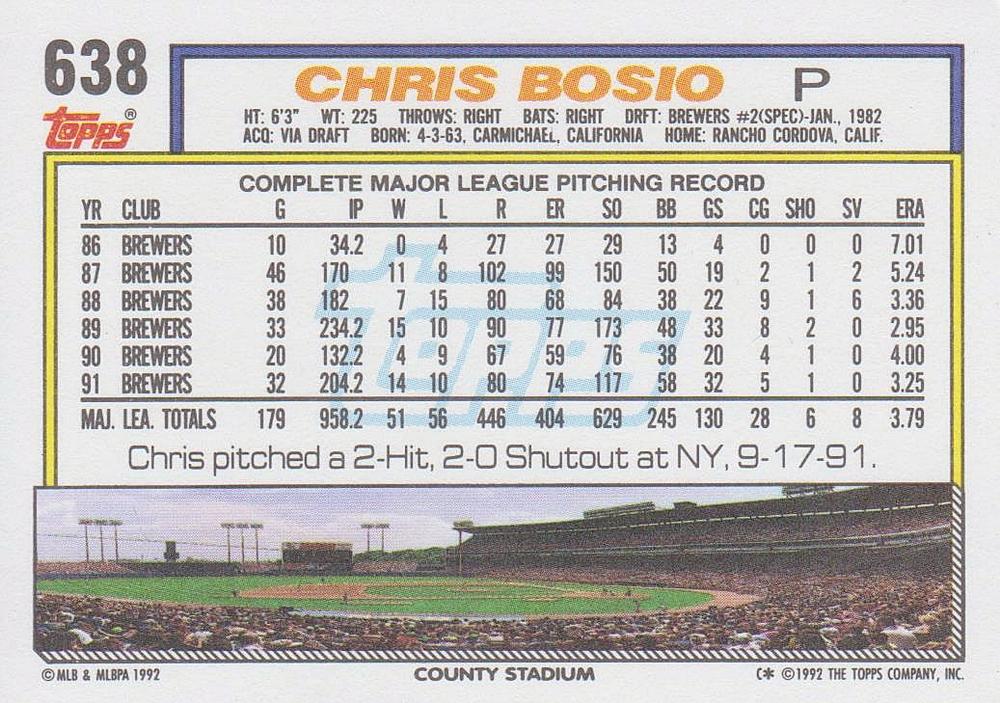 638
Topps®
CHRIS BOSIO P
HT: 6'3" WT: 225 THROWS: RIGHT BATS: RIGHT DRFT: BREWERS #2(SPEC)-JAN., 1982
ACQ: VIA DRAFT BORN: 4-3-63, CARMICHAEL, CALIFORNIA HOME: RANCHO CORDOVA, CALIF.
COMPLETE MAJOR LEAGUE PITCHING RECORD
YR CLUB G IP W L R ER SO BB GS CG SHO SV ERA
86 BREWERS 10 34.2 0 4 27 27 29 13 4 0 0 0 7.01
87 BREWERS 46 170 11 8 102 99 150 50 19 2 1 2 5.24
88 BREWERS 38 182 7 15 80 68 84 38 22 9 1 6 3.36
89 BREWERS 33 234.2 15 10 90 77 173 48 33 8 2 0 2.95
90 BREWERS 20 132.2 4 9 67 59 76 38 20 4 1 0 4.00
91 BREWERS 32 204.2 14 10 80 74 117 58 32 5 1 0 3.25
MAJ. LEA. TOTALS 179 958.2 51 56 446 404 629 245 130 28 6 8 3.79
Topps
Chris pitched a 2-Hit, 2-0 Shutout at NY, 9-17-91.
©MLB & MLBPA 1992 COUNTY STADIUM C* ©1992 THE TOPPS COMPANY, INC.